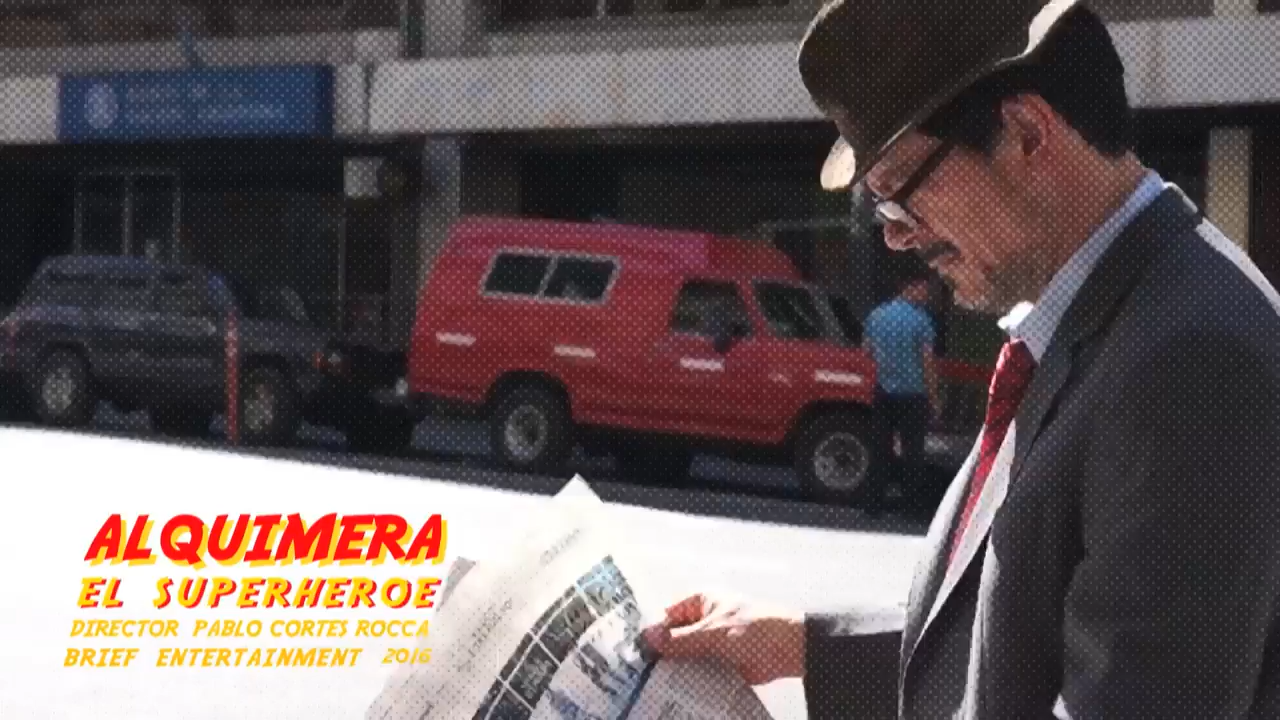 ALQUIMERA
EL SUPERHEROE
DIRECTOR PABLO CORTES ROCCA
BRIEF ENTERTAINMENT 2016